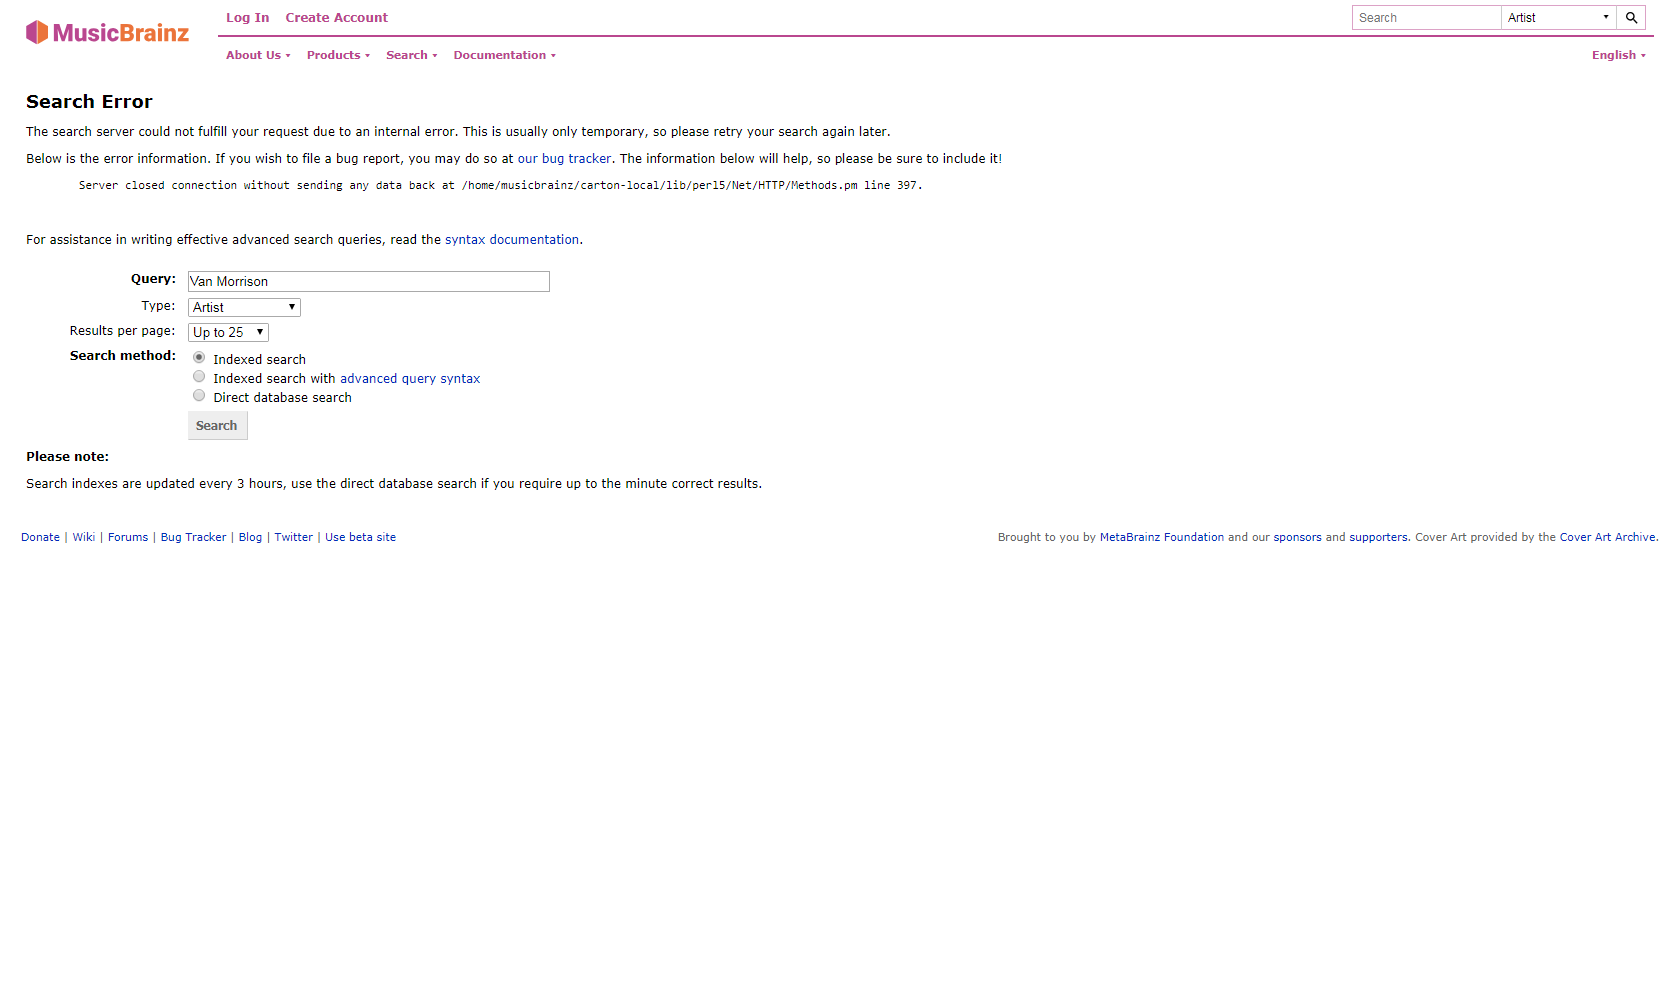 MusicBrainz
Log In Create Account
Search Artist
About Us Products Search Documentation English
Search Error
The search server could not fulfill your request due to an internal error. This is usually only temporary, so please retry your search again later.
Below is the error information. If you wish to file a bug report, you may do so at our bug tracker. The information below will help, so please be sure to include it!
Server closed connection without sending any data back at /home/musicbrainz/carton-local/lib/perl5/Net/HTTP/Methods.pm line 397.
For assistance in writing effective advanced search queries, read the syntax documentation.
Query: Van Morrison
Type: Artist
Results per page: Up to 25
Search method: Indexed search
Indexed search with advanced query syntax
Direct database search
Search
Please note:
Search indexes are updated every 3 hours, use the direct database search if you require up to the minute correct results.
Donate | Wiki | Forums | Bug Tracker | Blog | Twitter | Use beta site Brought to you by MetaBrainz Foundation and our sponsors and supporters. Cover Art provided by the Cover Art Archive.